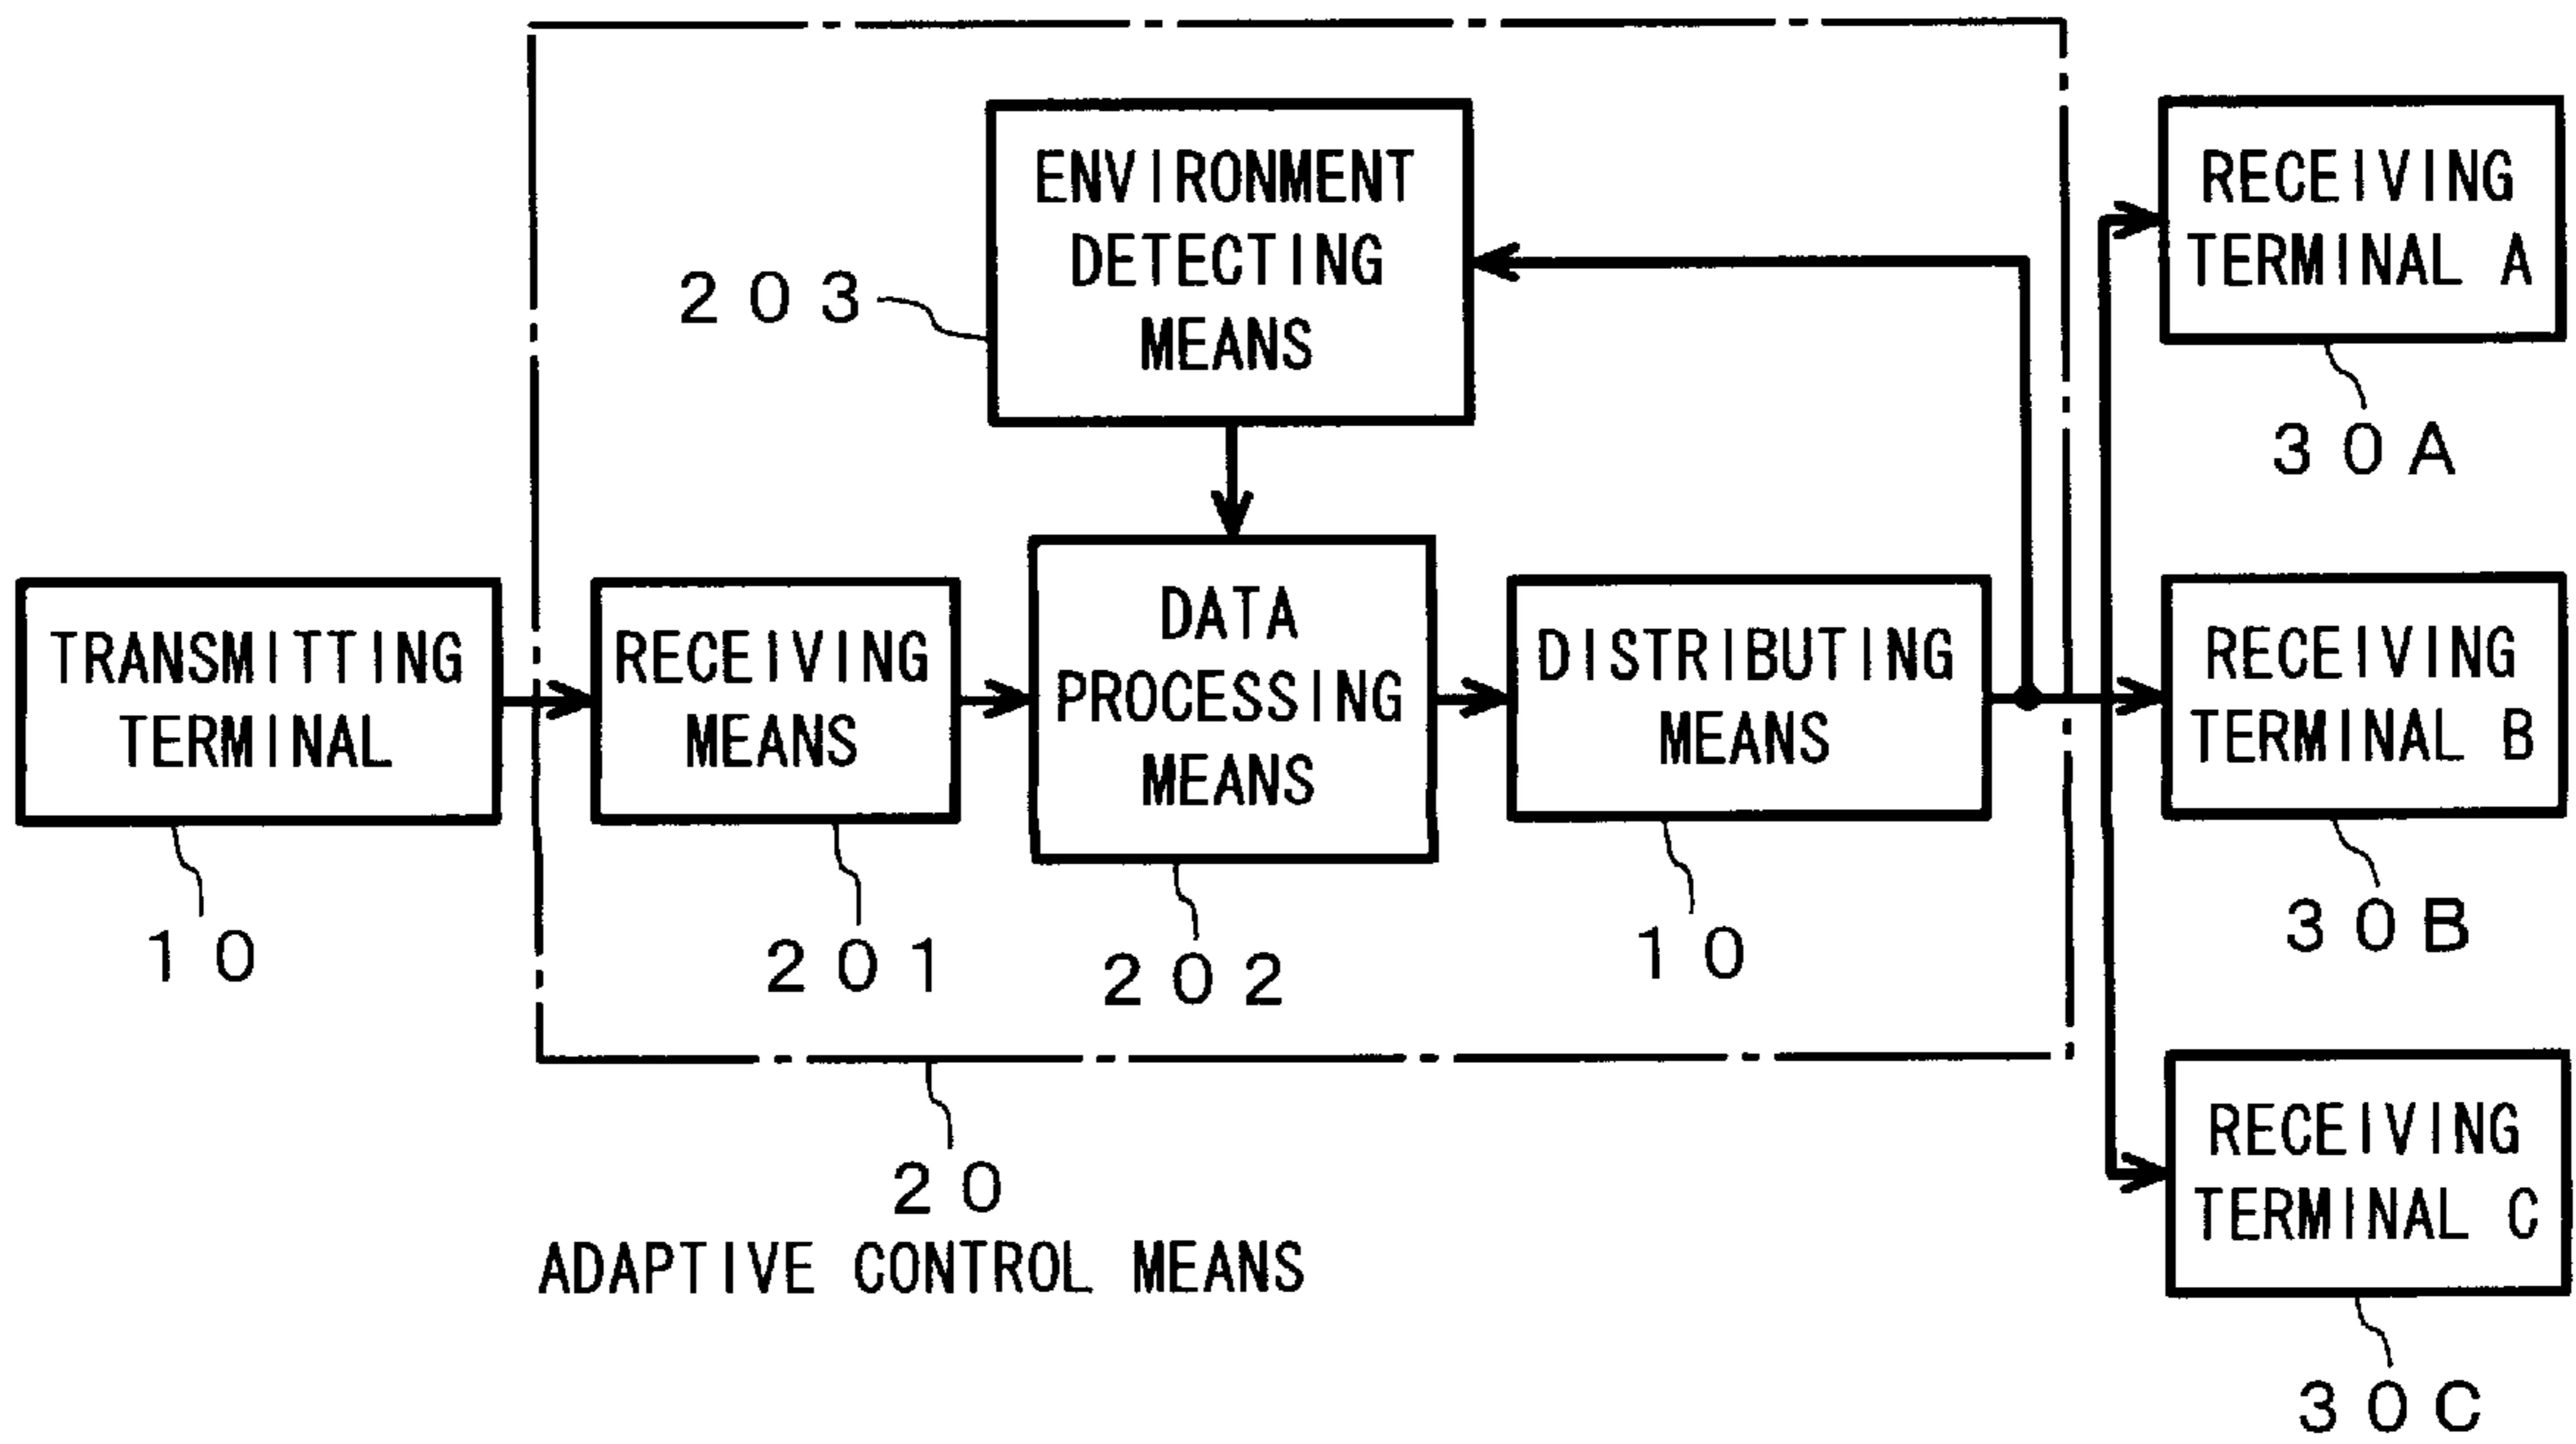 ENVIRONMENT
DETECTING
MEANS
203
RECEIVING
TERMINAL A
30A
TRANSMITTING
TERMINAL
10
RECEIVING
MEANS
201
DATA
PROCESSING
MEANS
202
DISTRIBUTING
MEANS
10
RECEIVING
TERMINAL B
30B
20
ADAPTIVE CONTROL MEANS
RECEIVING
TERMINAL C
30C